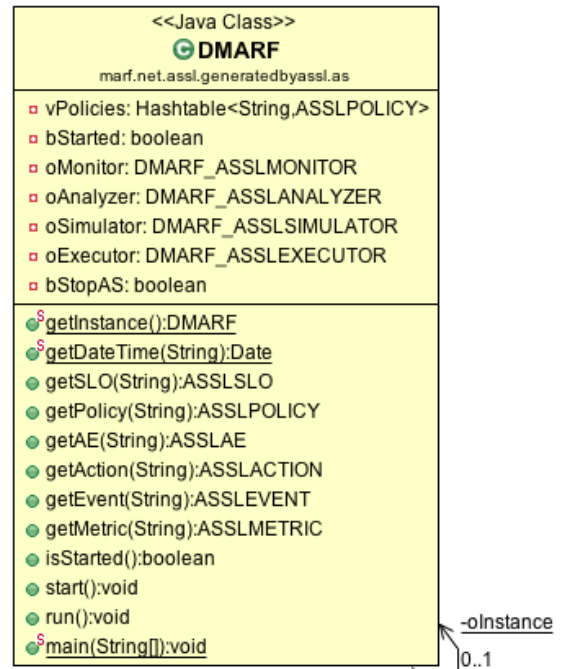 <<Java Class>>
DMARF
marf.net.assl.generatedbyassl.as
vPolicies: Hashtable<String,ASSLPOLICY>
bStarted: boolean
oMonitor: DMARF_ASSLMONITOR
oAnalyzer: DMARF_ASSLANALYZER
oSimulator: DMARF_ASSLSIMULATOR
oExecutor: DMARF_ASSLEXECUTOR
bStopAS: boolean
getInstance():DMARF
getDateTime(String):Date
getSLO(String):ASSLSLO
getPolicy(String):ASSLPOLICY
getAE(String):ASSLAE
getAction(String):ASSLACTION
getEvent(String):ASSLEVENT
getMetric(String):ASSLMETRIC
isStarted():boolean
start():void
run():void
main(String[]):void
-oInstance
0..1